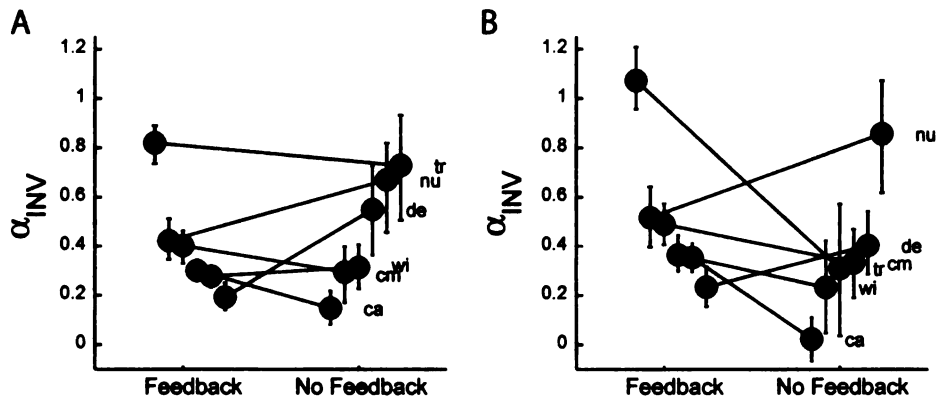 A
B
1.2
1
0.8
0.6
0.4
0.2
0
αINV
tr
nu
de
wi
cm
ca
Feedback
No Feedback
1.2
1
0.8
0.6
0.4
0.2
0
αINV
nu
de
cm
tr
wi
ca
Feedback
No Feedback